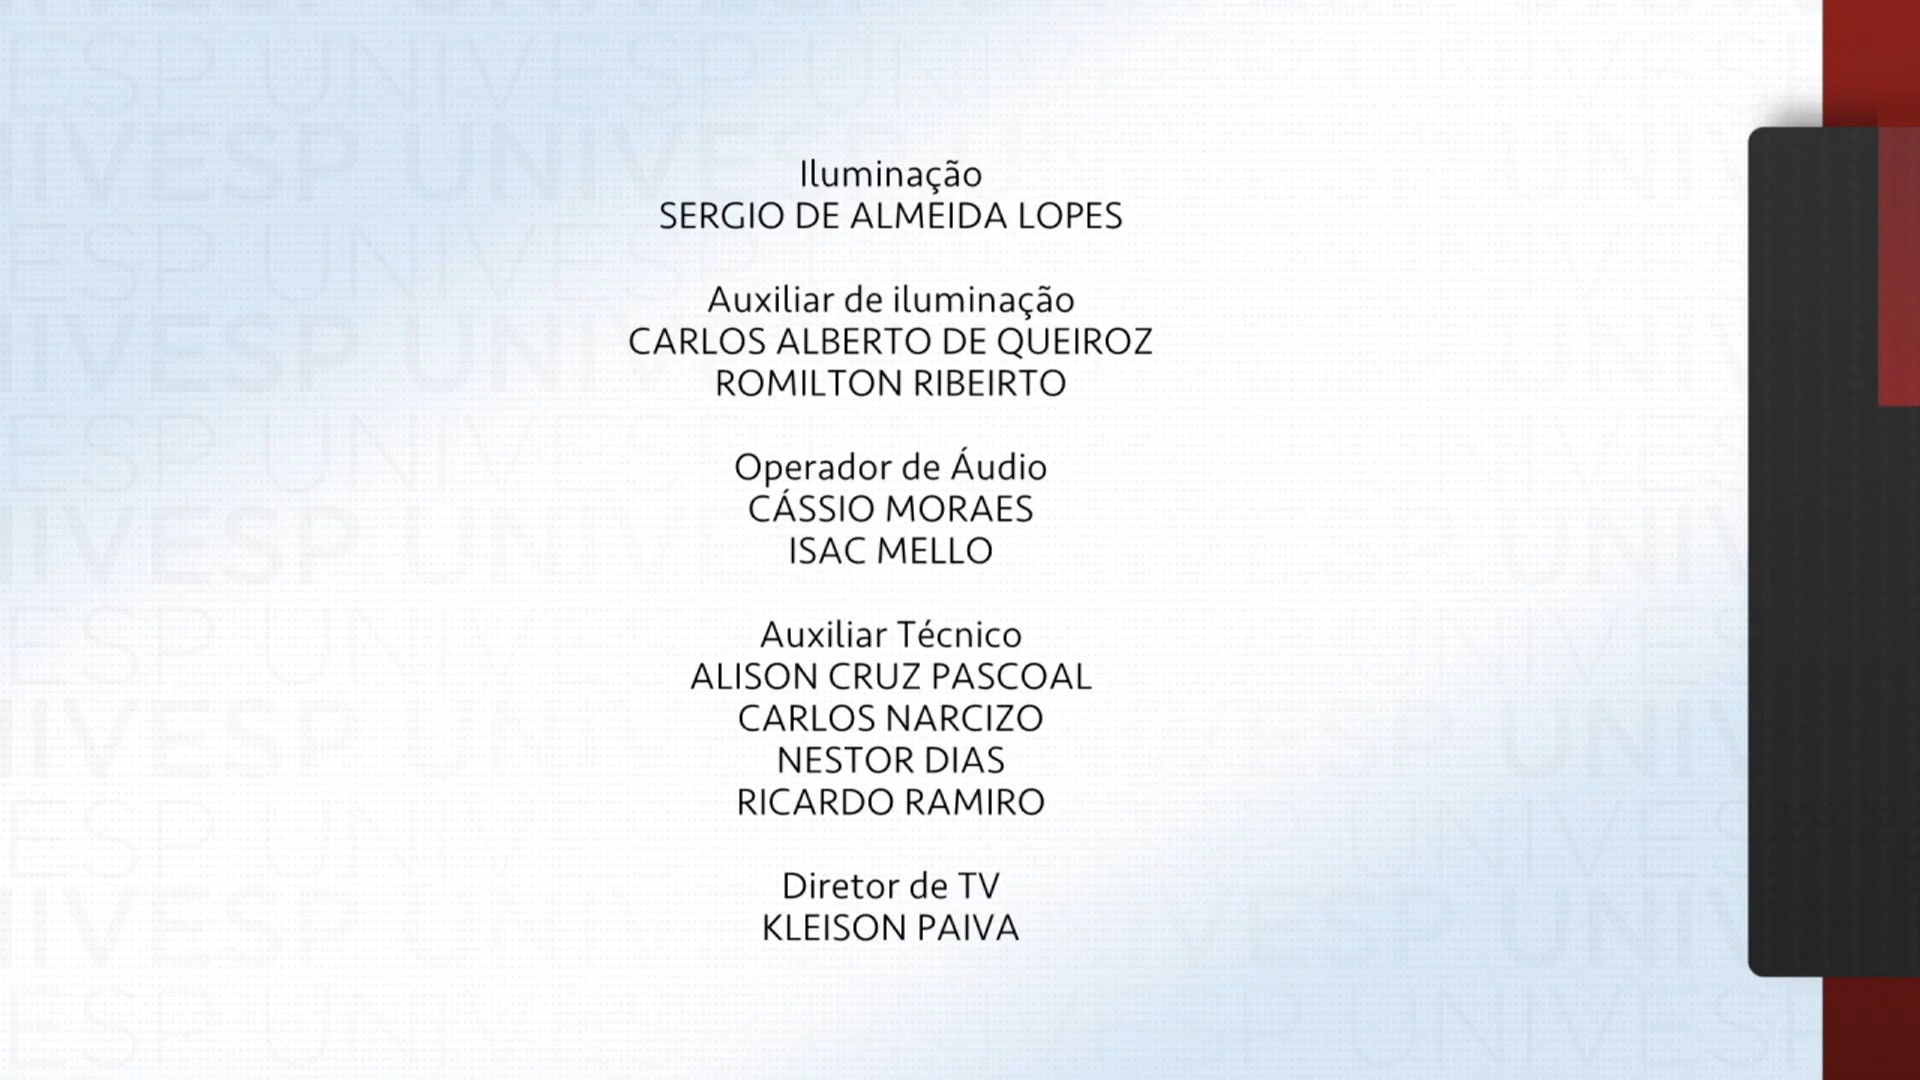 Iluminação
SERGIO DE ALMEIDA LOPES
Auxiliar de iluminação
CARLOS ALBERTO DE QUEIROZ
ROMILTON RIBEIRTO
Operador de Áudio
CÁSSIO MORAES
ISAC MELLO
Auxiliar Técnico
ALISON CRUZ PASCOAL
CARLOS NARCIZO
NESTOR DIAS
RICARDO RAMIRO
Diretor de TV
KLEISON PAIVA